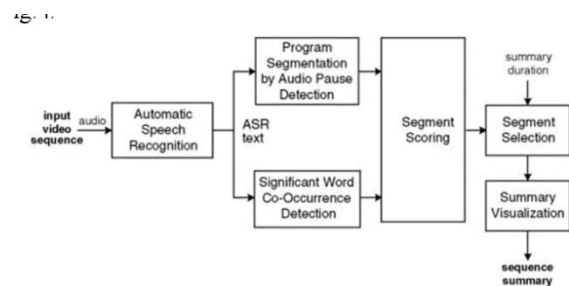 input
video
sequence
audio
Automatic
Speech
Recognition
ASR
text
Program
Segmentation
by Audio Pause
Detection
Significant Word
Co-Occurrence
Detection
Segment
Scoring
summary
duration
Segment
Selection
Summary
Visualization
sequence
summary